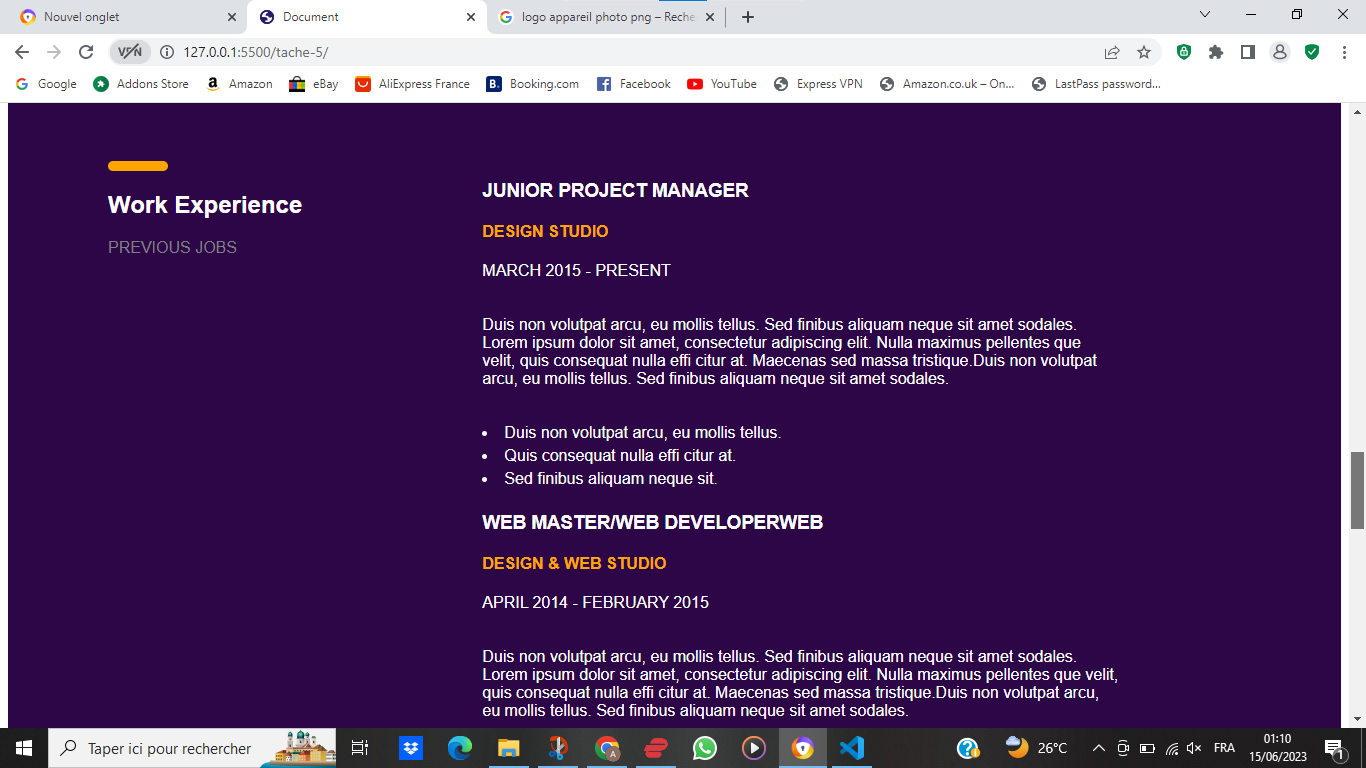 Nouvel onglet
Document
logo appareil photo png – Reche
VPN
127.0.0.1:5500/tache-5/
Google
Addons Store
Amazon
eBay
AliExpress France
Booking.com
Facebook
YouTube
Express VPN
Amazon.co.uk – On...
LastPass password...
Work Experience
PREVIOUS JOBS
JUNIOR PROJECT MANAGER
DESIGN STUDIO
MARCH 2015 - PRESENT
Duis non volutpat arcu, eu mollis tellus. Sed finibus aliquam neque sit amet sodales.
Lorem ipsum dolor sit amet, consectetur adipiscing elit. Nulla maximus pellentes que
velit, quis consequat nulla effi citur at. Maecenas sed massa tristique.Duis non volutpat
arcu, eu mollis tellus. Sed finibus aliquam neque sit amet sodales.
Duis non volutpat arcu, eu mollis tellus.
Quis consequat nulla effi citur at.
Sed finibus aliquam neque sit.
WEB MASTER/WEB DEVELOPERWEB
DESIGN & WEB STUDIO
APRIL 2014 - FEBRUARY 2015
Duis non volutpat arcu, eu mollis tellus. Sed finibus aliquam neque sit amet sodales.
Lorem ipsum dolor sit amet, consectetur adipiscing elit. Nulla maximus pellentes que velit,
quis consequat nulla effi citur at. Maecenas sed massa tristique.Duis non volutpat arcu,
eu mollis tellus. Sed finibus aliquam neque sit amet sodales.
Taper ici pour rechercher
26°C
FRA
01:10
15/06/2023
1